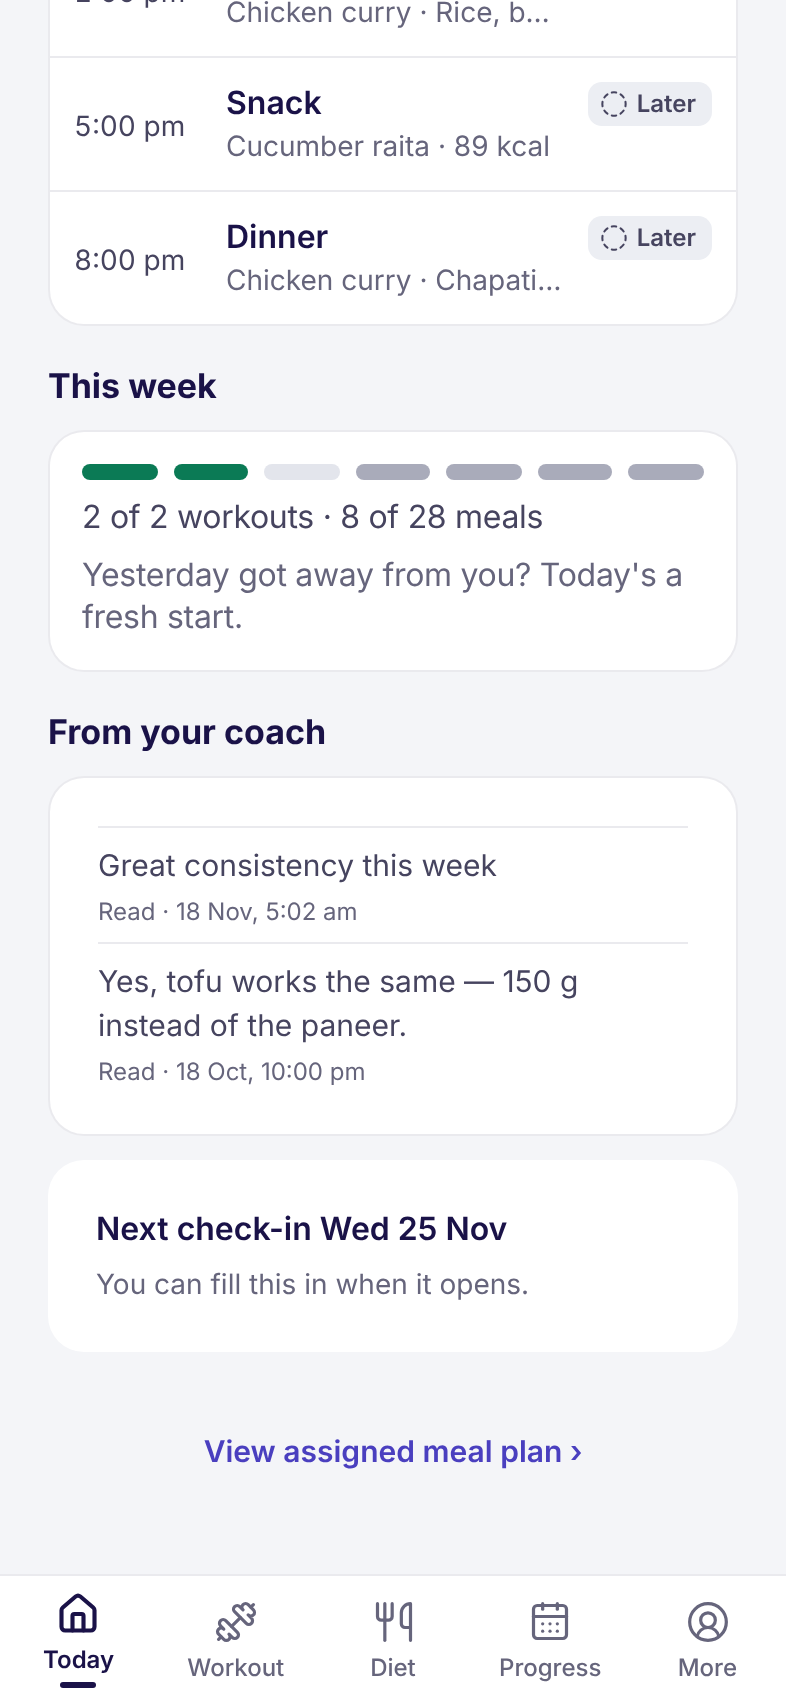 Chicken curry · Rice, b...
5:00 pm
Snack
Later
Cucumber raita · 89 kcal
8:00 pm
Dinner
Later
Chicken curry · Chapati...
This week
2 of 2 workouts · 8 of 28 meals
Yesterday got away from you? Today's a
fresh start.
From your coach
Great consistency this week
Read · 18 Nov, 5:02 am
Yes, tofu works the same — 150 g
instead of the paneer.
Read · 18 Oct, 10:00 pm
Next check-in Wed 25 Nov
You can fill this in when it opens.
View assigned meal plan ›
Today
Workout
Diet
Progress
More